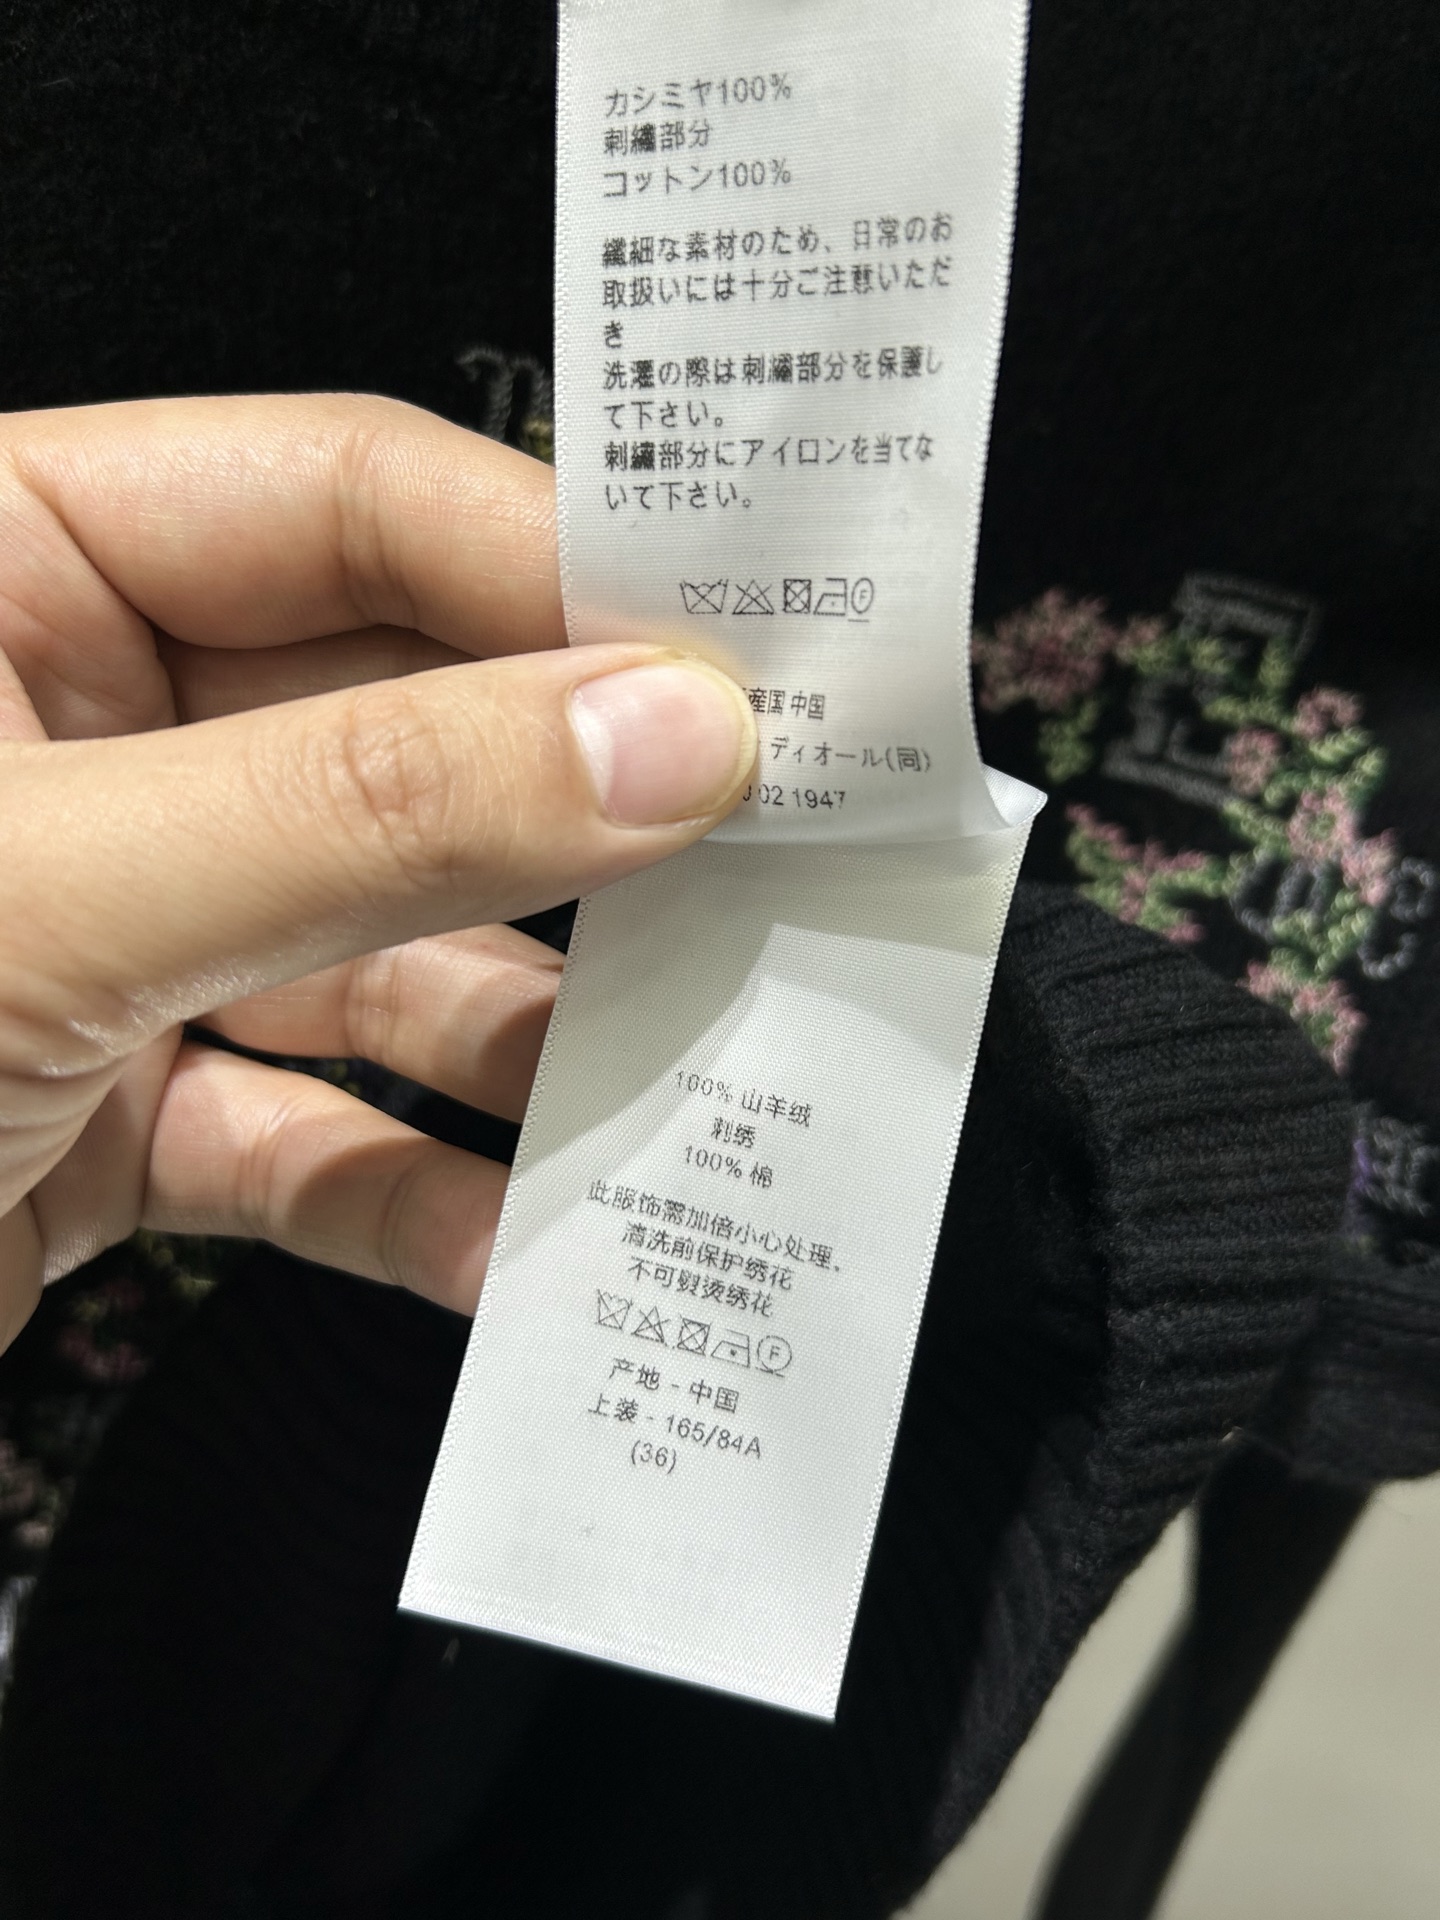 カシミヤ100%
刺繍部分
コットン100%
繊細な素材のため、日常のお
取扱いには十分ご注意いただ
き
洗濯の際は刺繍部分を保護し
て下さい。
刺繍部分にアイロンを当てな
いて下さい。
産国 中国
ディオール(同)
02 1947
100% 山羊绒
刺绣
100% 棉
此服饰需加倍小心处理.
清洗前保护绣花
不可熨烫绣花
F
产地 - 中国
上装 - 165/84A
(36)